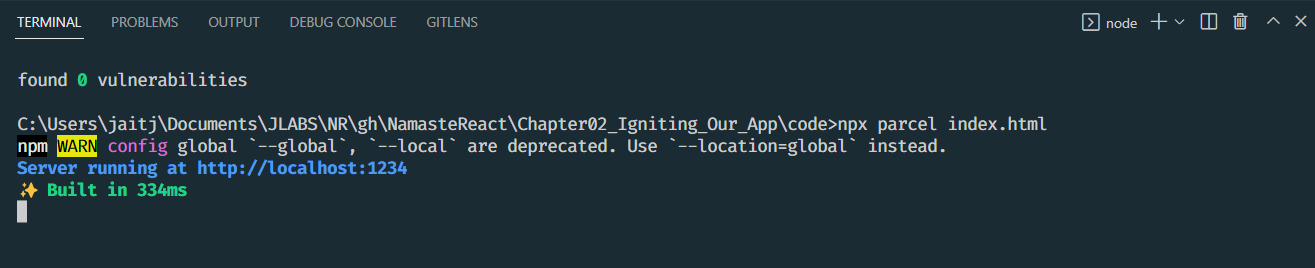 TERMINAL PROBLEMS OUTPUT DEBUG CONSOLE GITLENS node
found 0 vulnerabilities
C:\Users\jaitj\Documents\JLABS\NR\gh\NamasteReact\Chapter02_Igniting_Our_App\code>npx parcel index.html
npm WARN config global `--global`, `--local` are deprecated. Use `--location=global` instead.
Server running at http://localhost:1234
✨ Built in 334ms